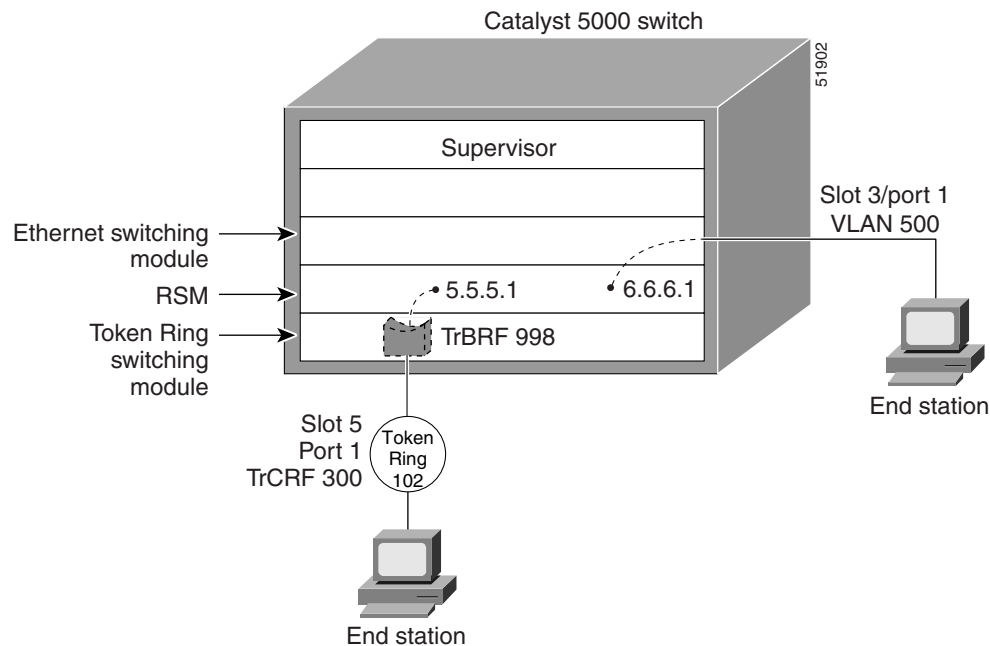 Catalyst 5000 switch
51902
Supervisor
Slot 3/port 1
VLAN 500
Ethernet switching
module
RSM
5.5.5.1
6.6.6.1
Token Ring
switching
module
TrBRF 998
End station
Slot 5
Port 1
TrCRF 300
Token
Ring
102
End station